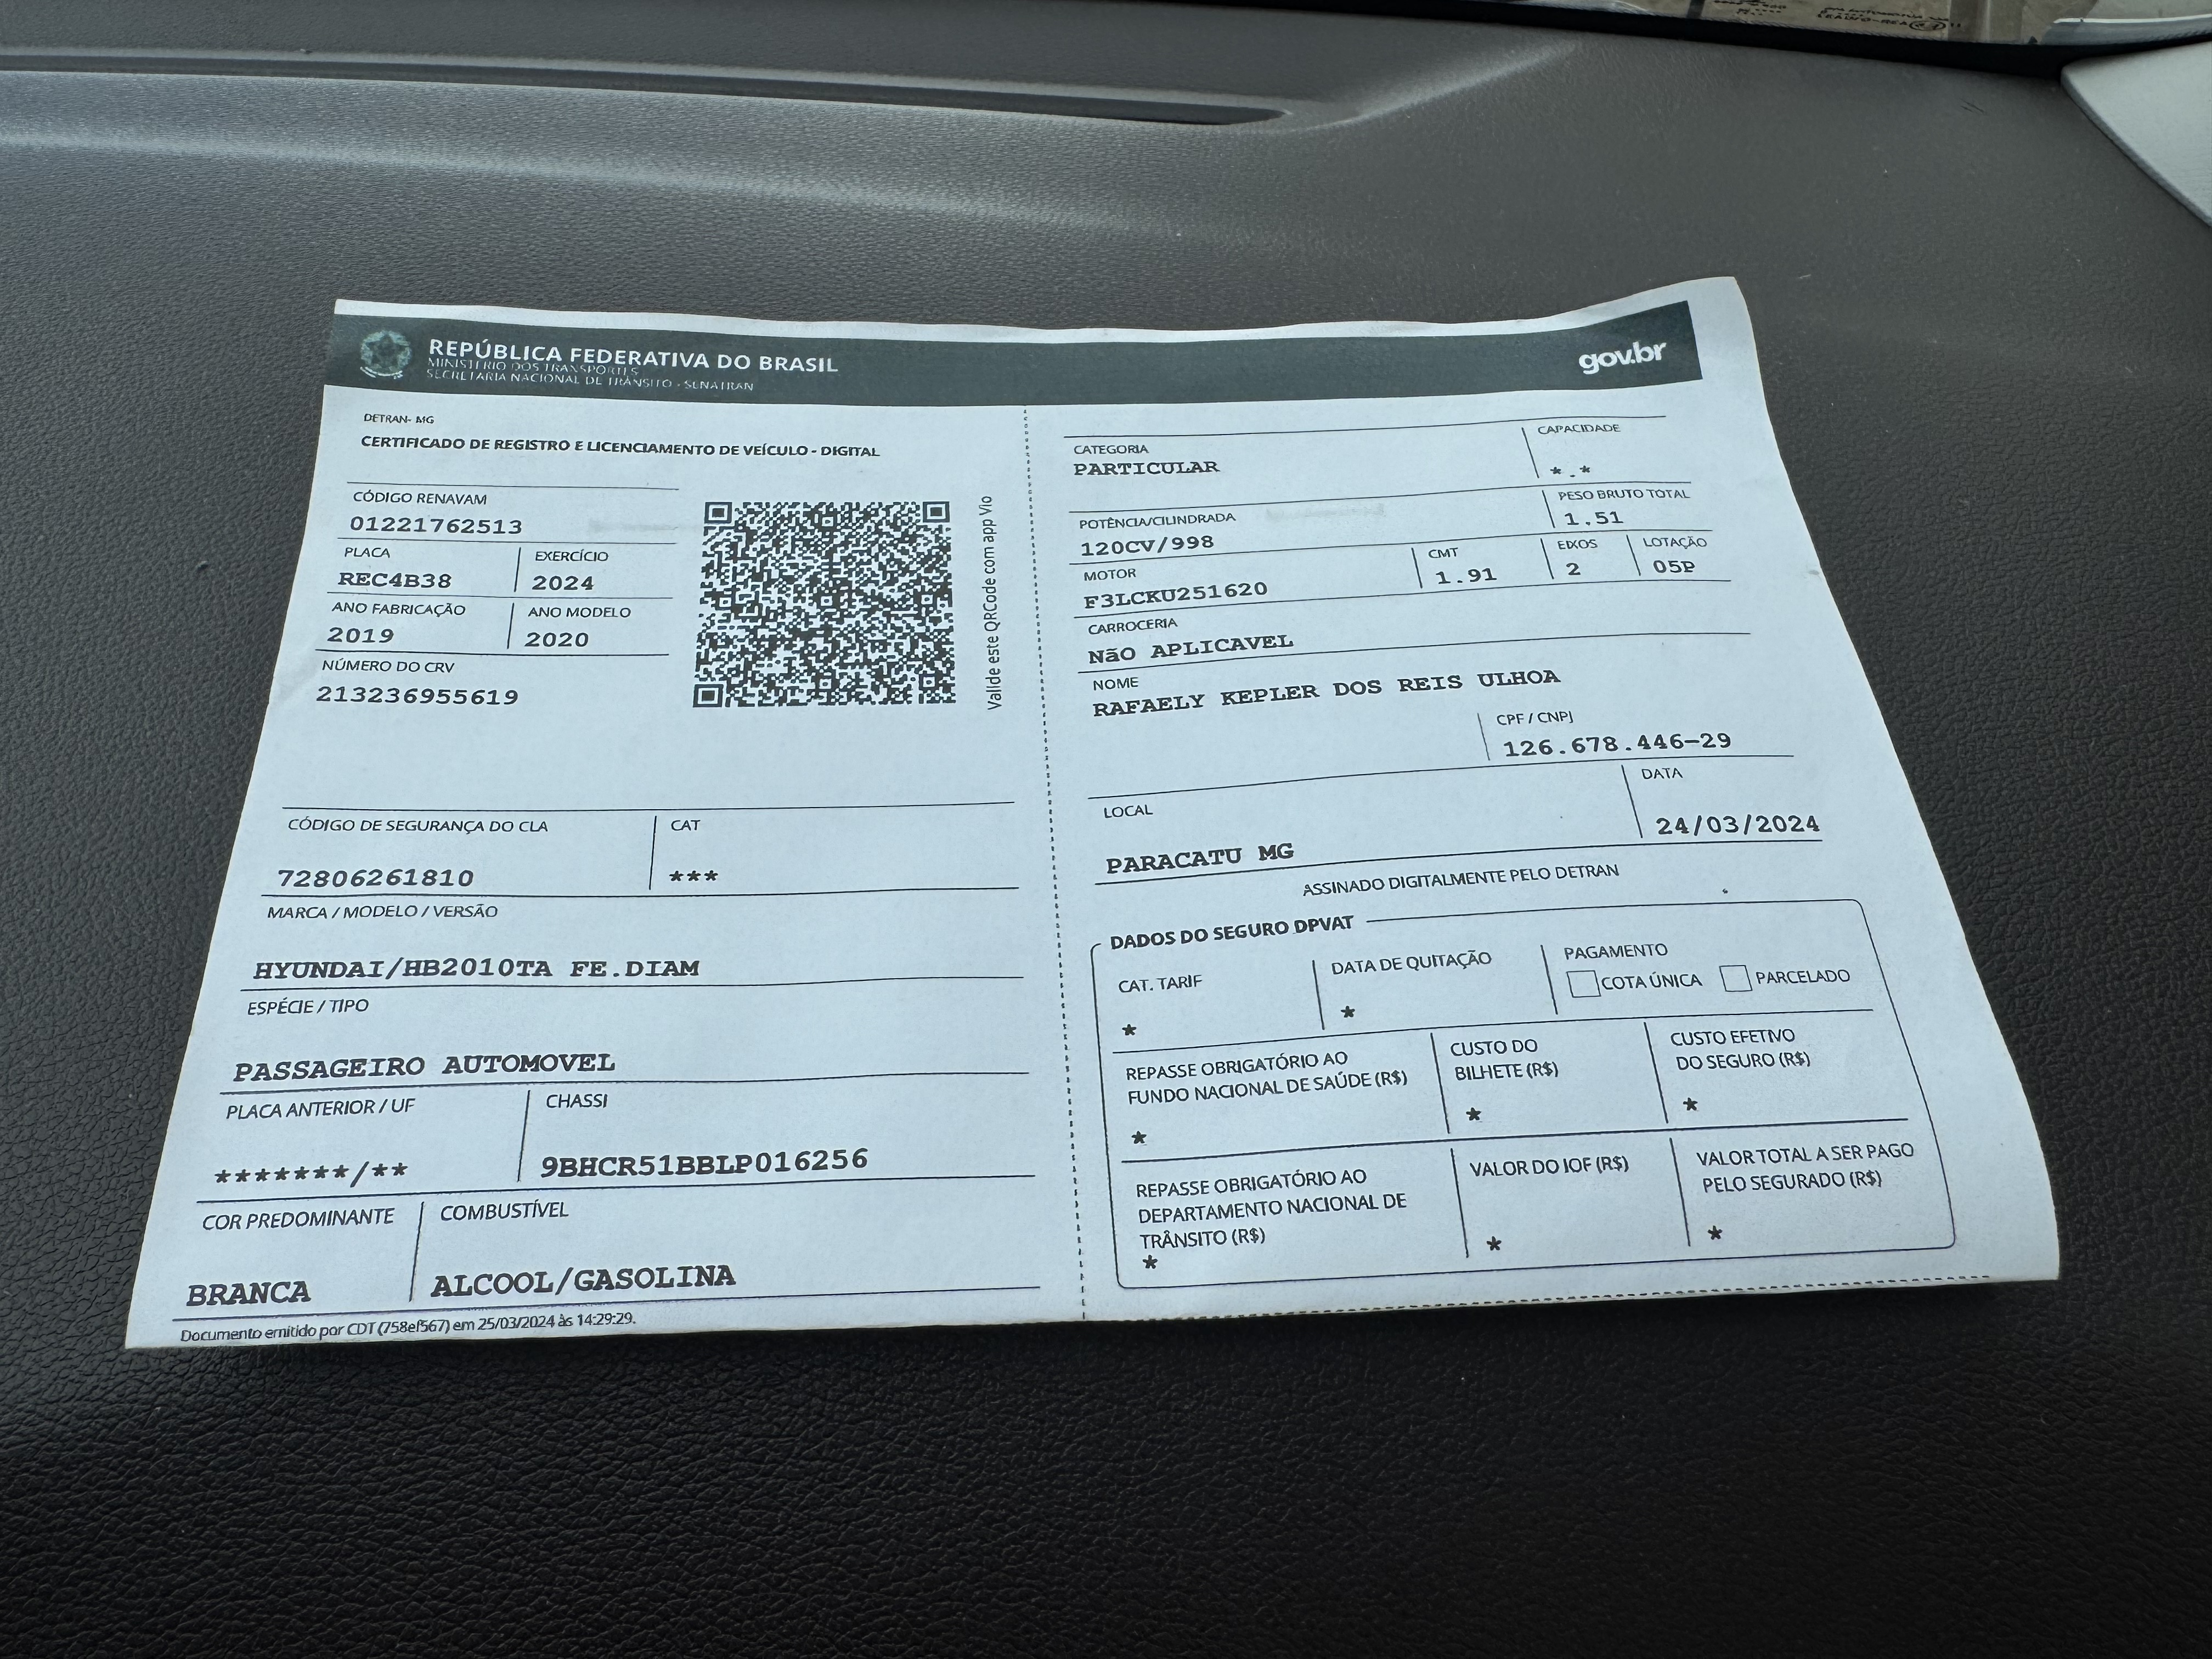 REPÚBLICA FEDERATIVA DO BRASIL
MINISTÉRIO DOS TRANSPORTES
SECRETARIA NACIONAL DE TRÂNSITO - SENATRAN
gov.br
DETRAN- MG
CERTIFICADO DE REGISTRO E LICENCIAMENTO DE VEÍCULO - DIGITAL
CÓDIGO RENAVAM
01221762513
PLACA EXERCÍCIO
REC4B38 2024
ANO FABRICAÇÃO ANO MODELO
2019 2020
NÚMERO DO CRV
213236955619
Valide este QRCode com app Vio
CÓDIGO DE SEGURANÇA DO CLA CAT
72806261810 ***
MARCA / MODELO / VERSÃO
HYUNDAI/HB2010TA FE.DIAM
ESPÉCIE / TIPO
PASSAGEIRO AUTOMOVEL
PLACA ANTERIOR / UF CHASSI
*******/** 9BHCR51BBLP016256
COR PREDOMINANTE COMBUSTÍVEL
BRANCA ALCOOL/GASOLINA
Documento emitido por CDT (758ef567) em 25/03/2024 às 14:29:29.
CATEGORIA CAPACIDADE
PARTICULAR *.*
POTÊNCIA/CILINDRADA PESO BRUTO TOTAL
120CV/998 1.51
MOTOR CMT EIXOS LOTAÇÃO
F3LCKU251620 1.91 2 05P
CARROCERIA
NãO APLICAVEL
NOME
RAFAELY KEPLER DOS REIS ULHOA
CPF / CNPJ
126.678.446-29
LOCAL DATA
PARACATU MG 24/03/2024
ASSINADO DIGITALMENTE PELO DETRAN
DADOS DO SEGURO DPVAT
CAT. TARIF DATA DE QUITAÇÃO PAGAMENTO
* * COTA ÚNICA PARCELADO
REPASSE OBRIGATÓRIO AO CUSTO DO CUSTO EFETIVO
FUNDO NACIONAL DE SAÚDE (R$) BILHETE (R$) DO SEGURO (R$)
* * *
REPASSE OBRIGATÓRIO AO VALOR DO IOF (R$) VALOR TOTAL A SER PAGO
DEPARTAMENTO NACIONAL DE PELO SEGURADO (R$)
TRÂNSITO (R$)
* * *